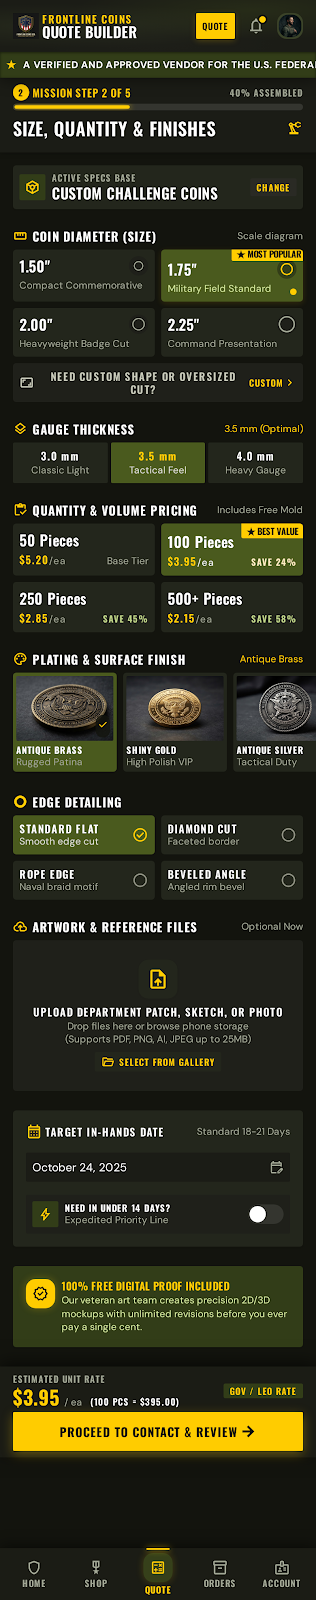 FRONTLINE COINS
QUOTE BUILDER
QUOTE
★ A VERIFIED AND APPROVED VENDOR FOR THE U.S. FEDERA
2 MISSION STEP 2 OF 5
40% ASSEMBLED
SIZE, QUANTITY & FINISHES
ACTIVE SPECS BASE
CUSTOM CHALLENGE COINS
CHANGE
COIN DIAMETER (SIZE)
Scale diagram
1.50"
Compact Commemorative
★ MOST POPULAR
1.75"
Military Field Standard
2.00"
Heavyweight Badge Cut
2.25"
Command Presentation
NEED CUSTOM SHAPE OR OVERSIZED
CUT?
CUSTOM >
GAUGE THICKNESS
3.5 mm (Optimal)
3.0 mm
Classic Light
3.5 mm
Tactical Feel
4.0 mm
Heavy Gauge
QUANTITY & VOLUME PRICING
Includes Free Mold
50 Pieces
$5.20/ea
Base Tier
★ BEST VALUE
100 Pieces
$3.95/ea
SAVE 24%
250 Pieces
$2.85/ea
SAVE 45%
500+ Pieces
$2.15/ea
SAVE 58%
PLATING & SURFACE FINISH
Antique Brass
ANTIQUE BRASS
Rugged Patina
SHINY GOLD
High Polish VIP
ANTIQUE SILVER
Tactical Duty
EDGE DETAILING
STANDARD FLAT
Smooth edge cut
DIAMOND CUT
Faceted border
ROPE EDGE
Naval braid motif
BEVELED ANGLE
Angled rim bevel
ARTWORK & REFERENCE FILES
Optional Now
UPLOAD DEPARTMENT PATCH, SKETCH, OR PHOTO
Drop files here or browse phone storage
(Supports PDF, PNG, AI, JPEG up to 25MB)
SELECT FROM GALLERY
TARGET IN-HANDS DATE
Standard 18-21 Days
October 24, 2025
NEED IN UNDER 14 DAYS?
Expedited Priority Line
100% FREE DIGITAL PROOF INCLUDED
Our veteran art team creates precision 2D/3D
mockups with unlimited revisions before you ever
pay a single cent.
ESTIMATED UNIT RATE
$3.95 / ea (100 PCS = $395.00)
GOV / LEO RATE
PROCEED TO CONTACT & REVIEW →
HOME
SHOP
QUOTE
ORDERS
ACCOUNT